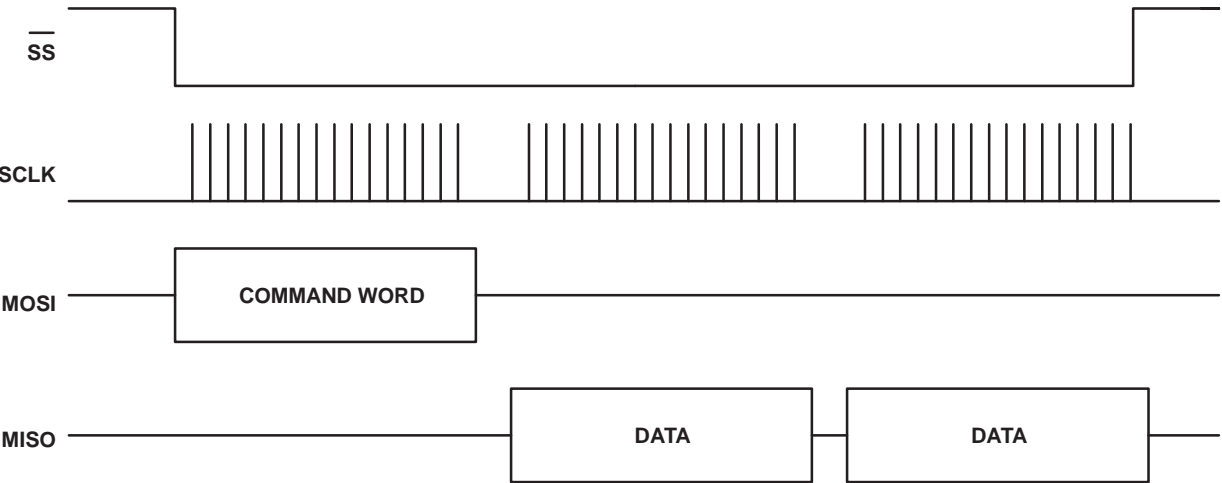 SS
SCLK
MOSI
COMMAND WORD
MISO
DATA
DATA